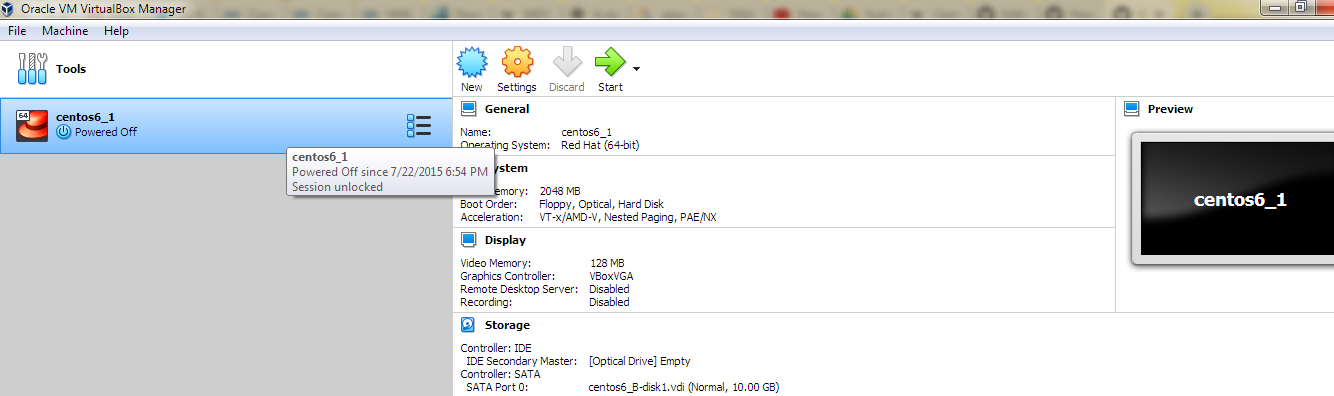 Oracle VM VirtualBox Manager
File Machine Help
Tools
New Settings Discard Start
64
centos6_1
Powered Off
centos6_1
Powered Off since 7/22/2015 6:54 PM
Session unlocked
General
Name: centos6_1
Operating System: Red Hat (64-bit)
ystem
emory: 2048 MB
Boot Order: Floppy, Optical, Hard Disk
Acceleration: VT-x/AMD-V, Nested Paging, PAE/NX
Display
Video Memory: 128 MB
Graphics Controller: VBoxVGA
Remote Desktop Server: Disabled
Recording: Disabled
Storage
Controller: IDE
IDE Secondary Master: [Optical Drive] Empty
Controller: SATA
SATA Port 0: centos6_B-disk1.vdi (Normal, 10.00 GB)
Preview
centos6_1